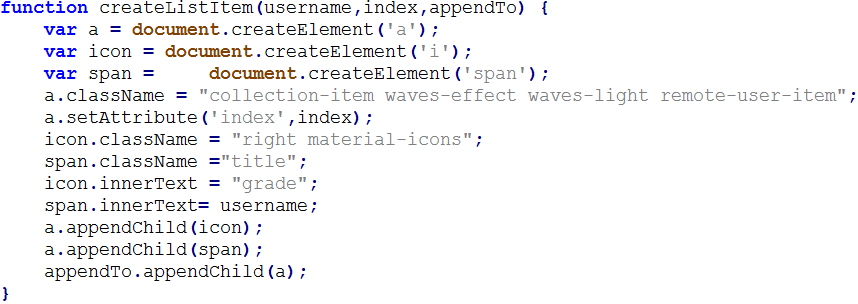 function createListItem(username,index,appendTo) {
    var a = document.createElement('a');
    var icon = document.createElement('i');
    var span =     document.createElement('span');
    a.className = "collection-item waves-effect waves-light remote-user-item";
    a.setAttribute('index',index);
    icon.className = "right material-icons";
    span.className ="title";
    icon.innerText = "grade";
    span.innerText= username;
    a.appendChild(icon);
    a.appendChild(span);
    appendTo.appendChild(a);
}